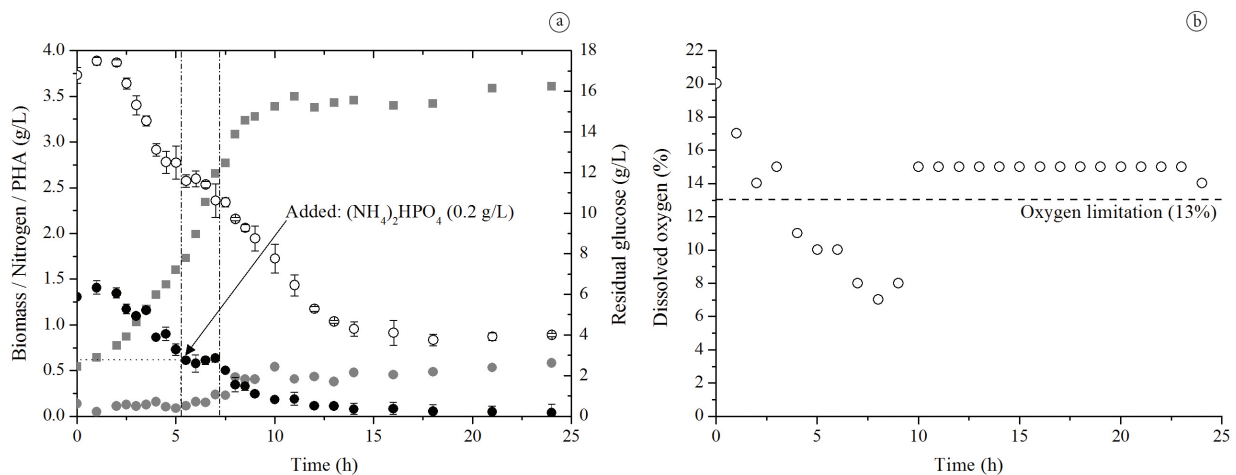 a
4.0
3.5
3.0
2.5
2.0
1.5
1.0
0.5
0.0
Biomass / Nitrogen / PHA (g/L)
18
16
14
12
10
8
6
4
2
0
Residual glucose (g/L)
Added: (NH4)2HPO4 (0.2 g/L)
0 5 10 15 20 25
Time (h)
b
22
20
18
16
14
12
10
8
6
4
2
0
Dissolved oxygen (%)
Oxygen limitation (13%)
0 5 10 15 20 25
Time (h)